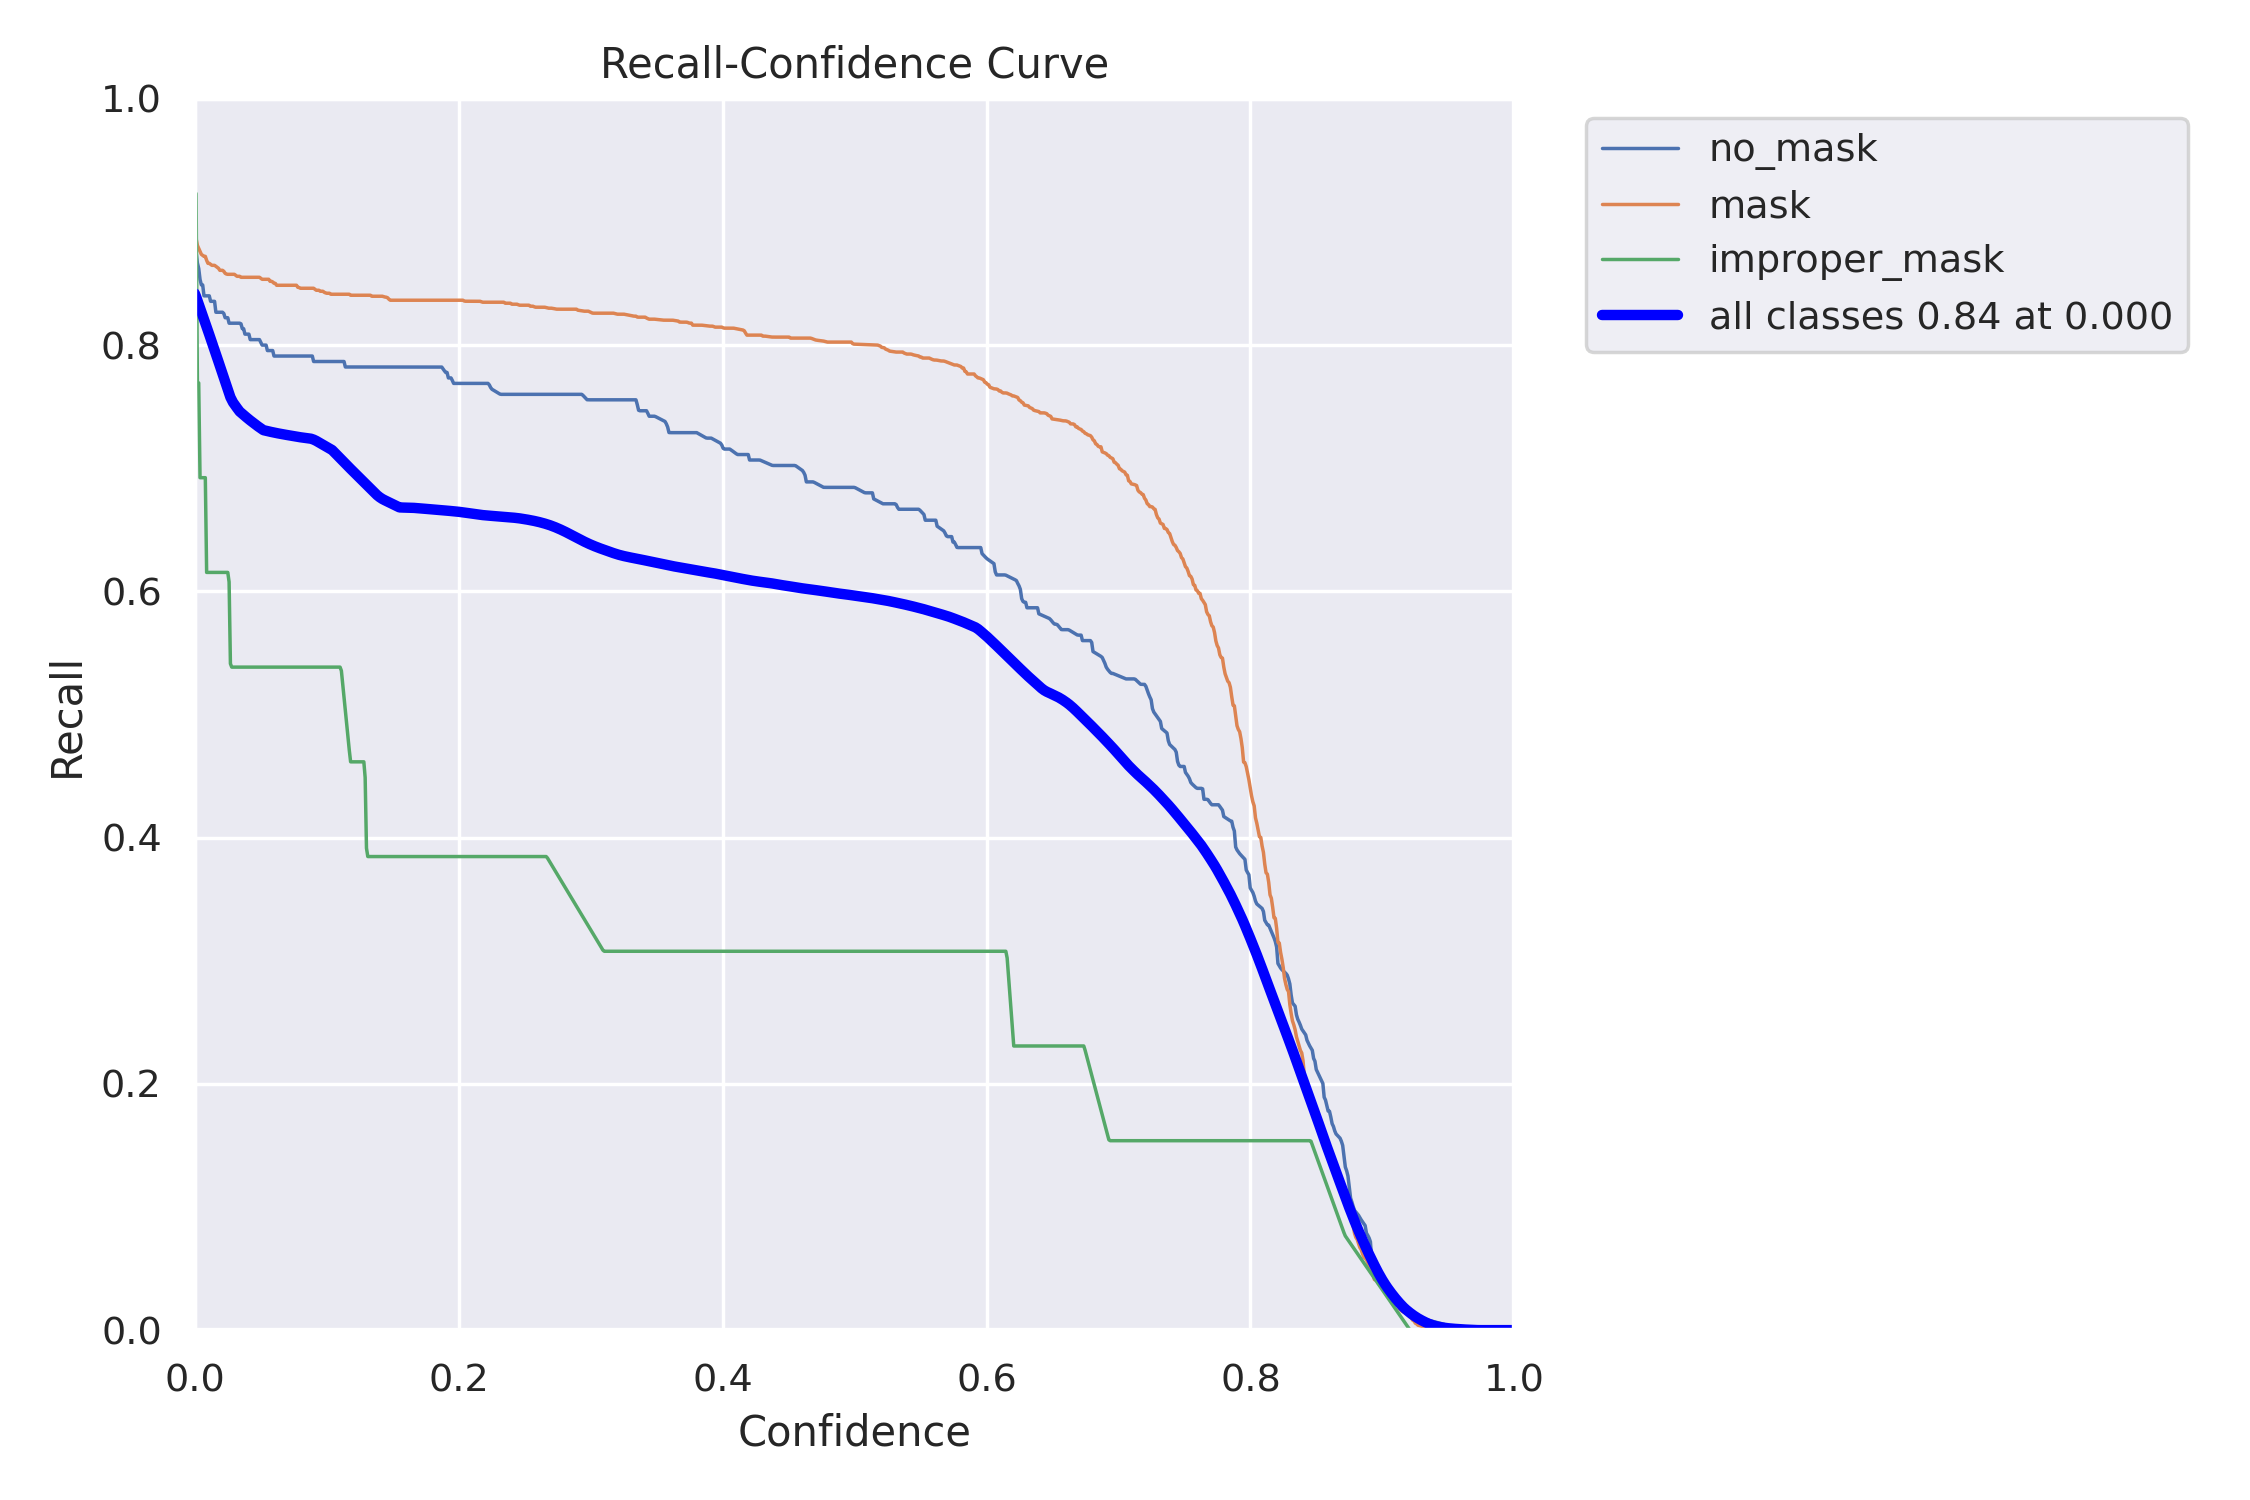 Recall-Confidence Curve
1.0
0.8
0.6
0.4
0.2
0.0
Recall
0.0 0.2 0.4 0.6 0.8 1.0
Confidence
no_mask
mask
improper_mask
all classes 0.84 at 0.000